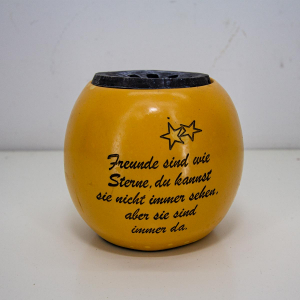 Freunde sind wie
Sterne, du kannst
sie nicht immer sehen,
aber sie sind
immer da.